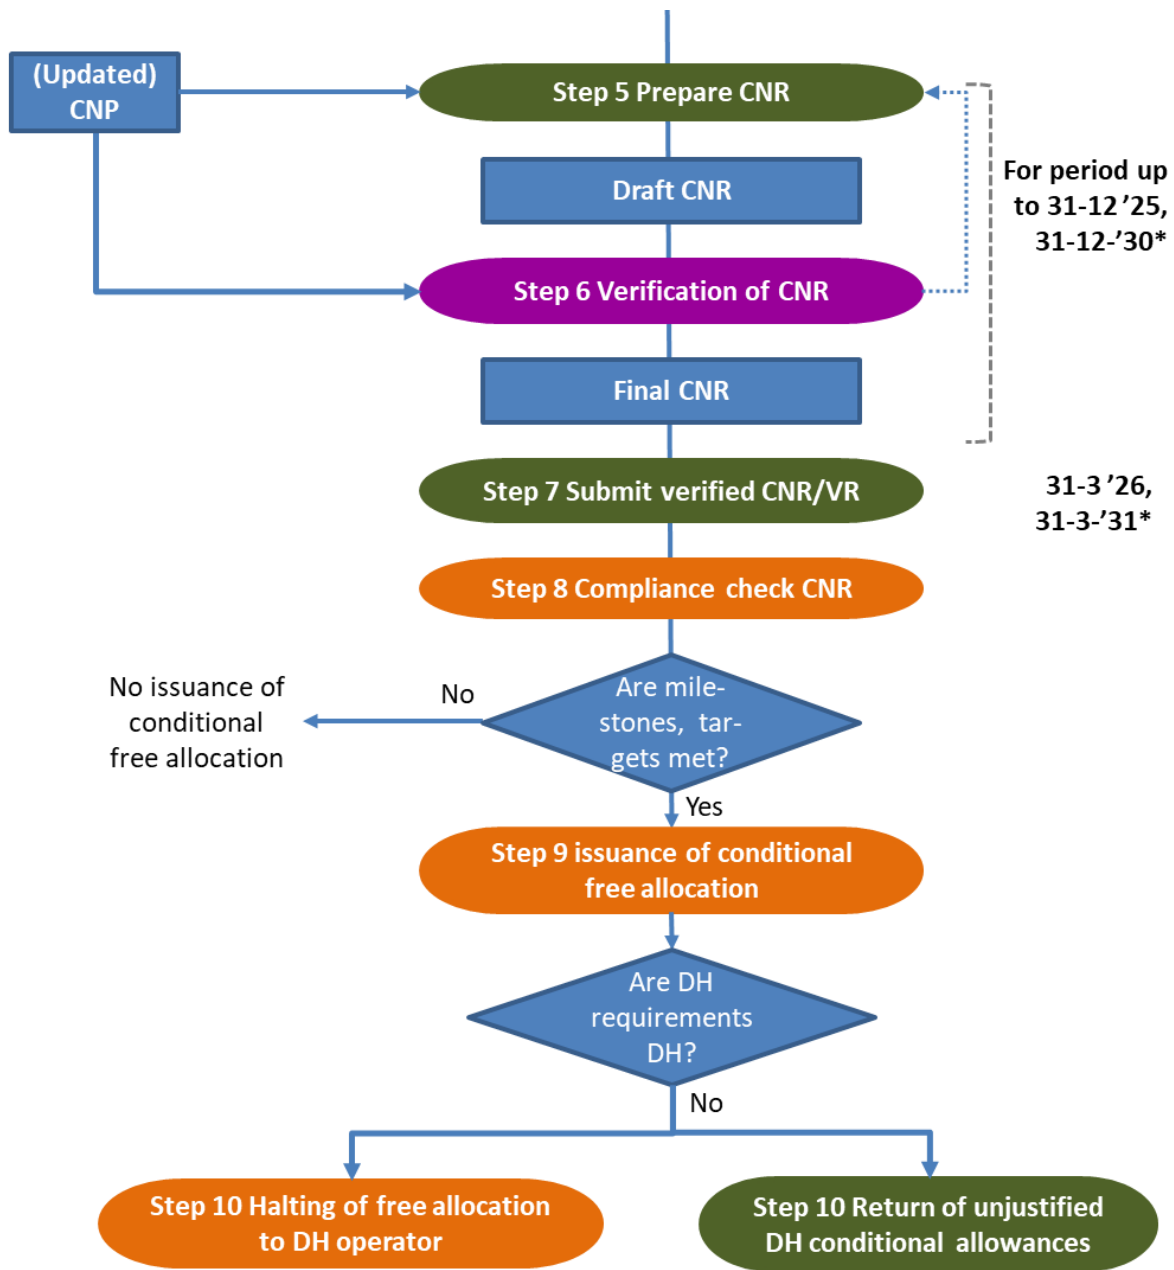 (Updated)
CNP
Step 5 Prepare CNR
Draft CNR
For period up
to 31-12 ’25,
31-12-’30*
Step 6 Verification of CNR
Final CNR
Step 7 Submit verified CNR/VR
31-3 ’26,
31-3-’31*
Step 8 Compliance check CNR
No issuance of
conditional
free allocation
No
Are mile-
stones, tar-
gets met?
Yes
Step 9 issuance of conditional
free allocation
Are DH
requirements
DH?
No
Step 10 Halting of free allocation
to DH operator
Step 10 Return of unjustified
DH conditional allowances